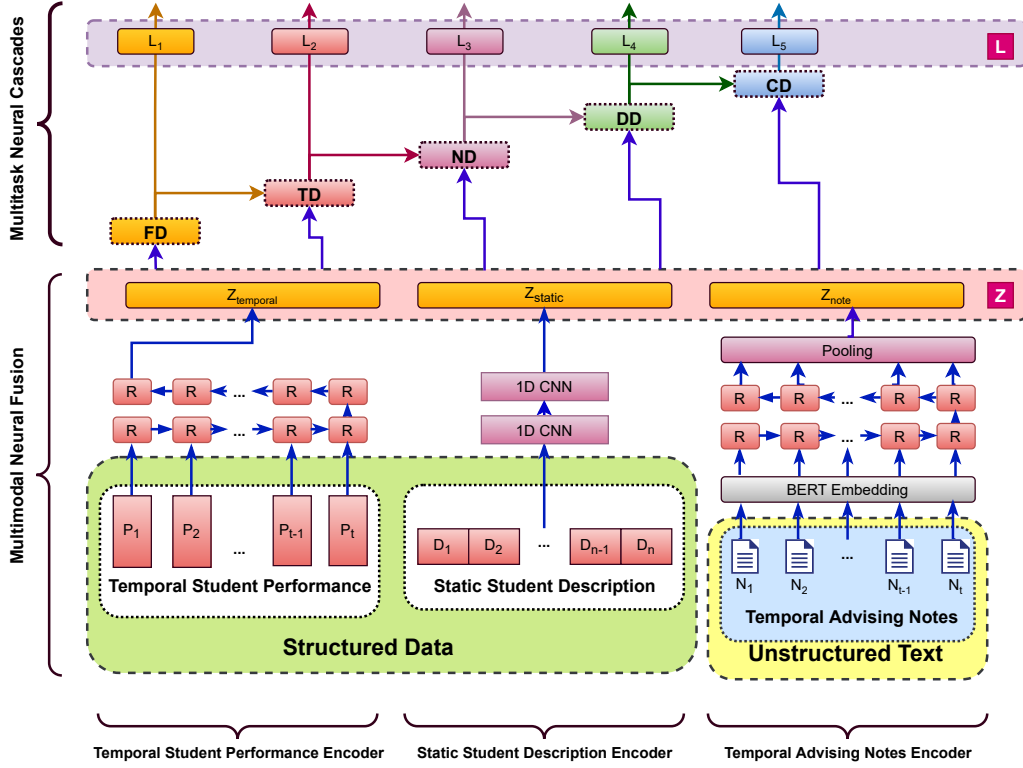 Multitask Neural Cascades
L1 L2 L3 L4 L5 L
CD
DD
ND
TD
FD
Multimodal Neural Fusion
Ztemporal Zstatic Znote Z
Pooling
R R ... R R
1D CNN
R R ... R R
R R ... R R
1D CNN
R R ... R R
BERT Embedding
P1 P2 ... Pt-1 Pt
D1 D2 ... Dn-1 Dn
...
N1 N2 Nt-1 Nt
Temporal Student Performance
Static Student Description
Temporal Advising Notes
Structured Data
Unstructured Text
Temporal Student Performance Encoder
Static Student Description Encoder
Temporal Advising Notes Encoder